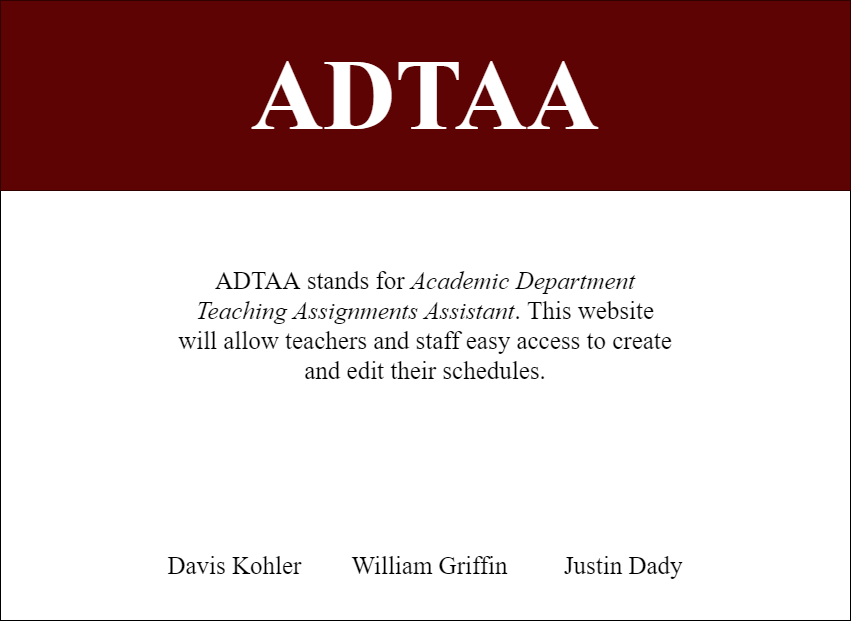 ADTAA
ADTAA stands for Academic Department
Teaching Assignments Assistant. This website
will allow teachers and staff easy access to create
and edit their schedules.
Davis Kohler William Griffin Justin Dady